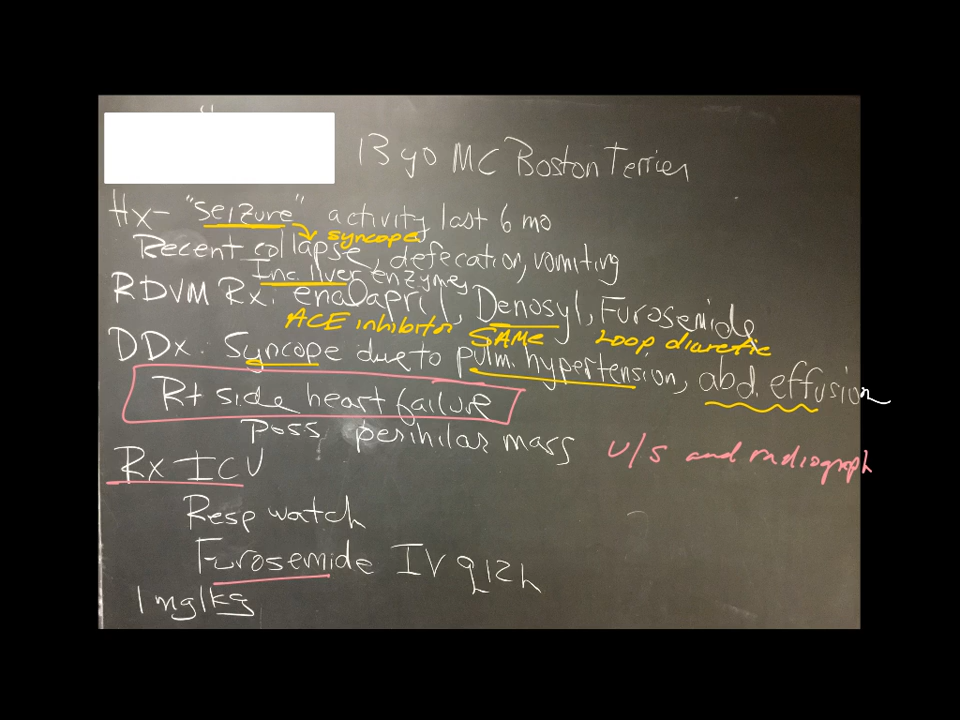 13 yo MC Boston Terrier
Hx- "seizure" activity last 6 mo
syncope
Recent collapse, defecation, vomiting
Inc. liver enzymes
RDVM Rx: enalapril, Denosyl, Furosemide
ACE inhibitor SAMe Loop diuretic
DDx: Syncope due to pulm. hypertension, abd. effusion
Rt side heart failure
Poss perihilar mass U/S and radiograph
Rx ICU
Resp watch
Furosemide IV q12h
1mg/kg